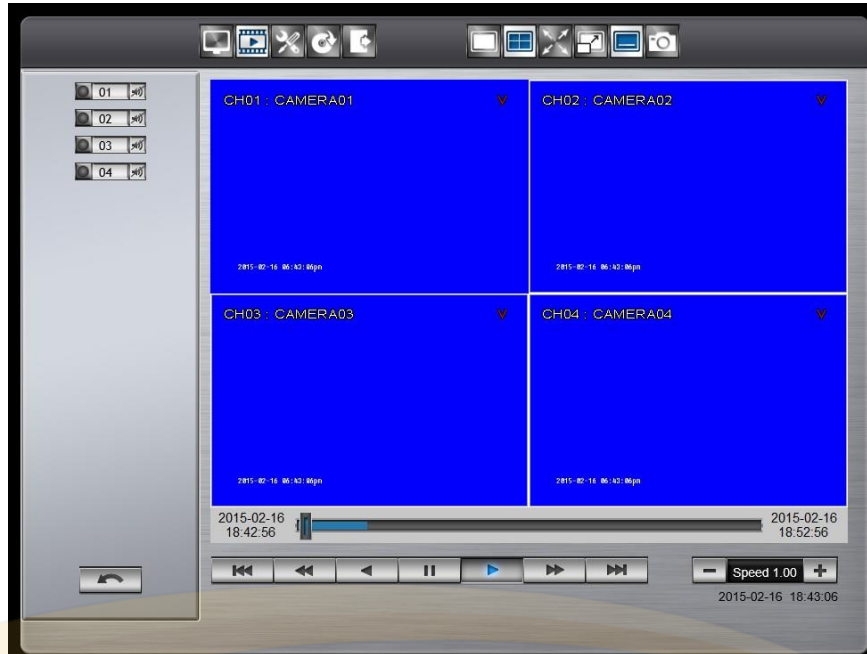 01
02
03
04
CH01 : CAMERA01 V
CH02 : CAMERA02 V
2015-02-16 06:43:06pm
2015-02-16 06:43:06pm
CH03 : CAMERA03 V
CH04 : CAMERA04 V
2015-02-16 06:43:06pm
2015-02-16 06:43:06pm
2015-02-16
18:42:56
2015-02-16
18:52:56
Speed 1.00
2015-02-16 18:43:06